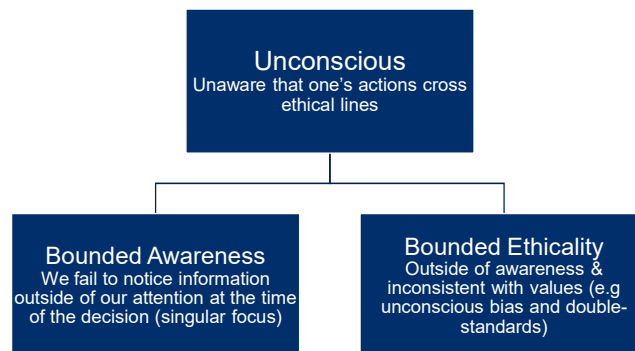 Unconscious
Unaware that one's actions cross
ethical lines
Bounded Awareness
We fail to notice information
outside of our attention at the time
of the decision (singular focus)
Bounded Ethicality
Outside of awareness &
inconsistent with values (e.g
unconscious bias and double-
standards)